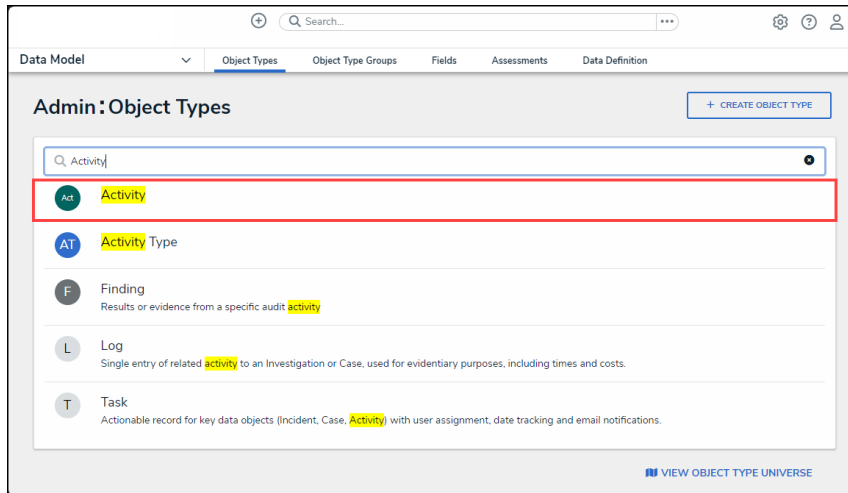 Search...
Data Model
Object Types
Object Type Groups
Fields
Assessments
Data Definition
Admin:Object Types
+ CREATE OBJECT TYPE
Activity
Act
Activity
AT
Activity Type
F
Finding
Results or evidence from a specific audit activity
L
Log
Single entry of related activity to an Investigation or Case, used for evidentiary purposes, including times and costs.
T
Task
Actionable record for key data objects (Incident, Case, Activity) with user assignment, date tracking and email notifications.
VIEW OBJECT TYPE UNIVERSE